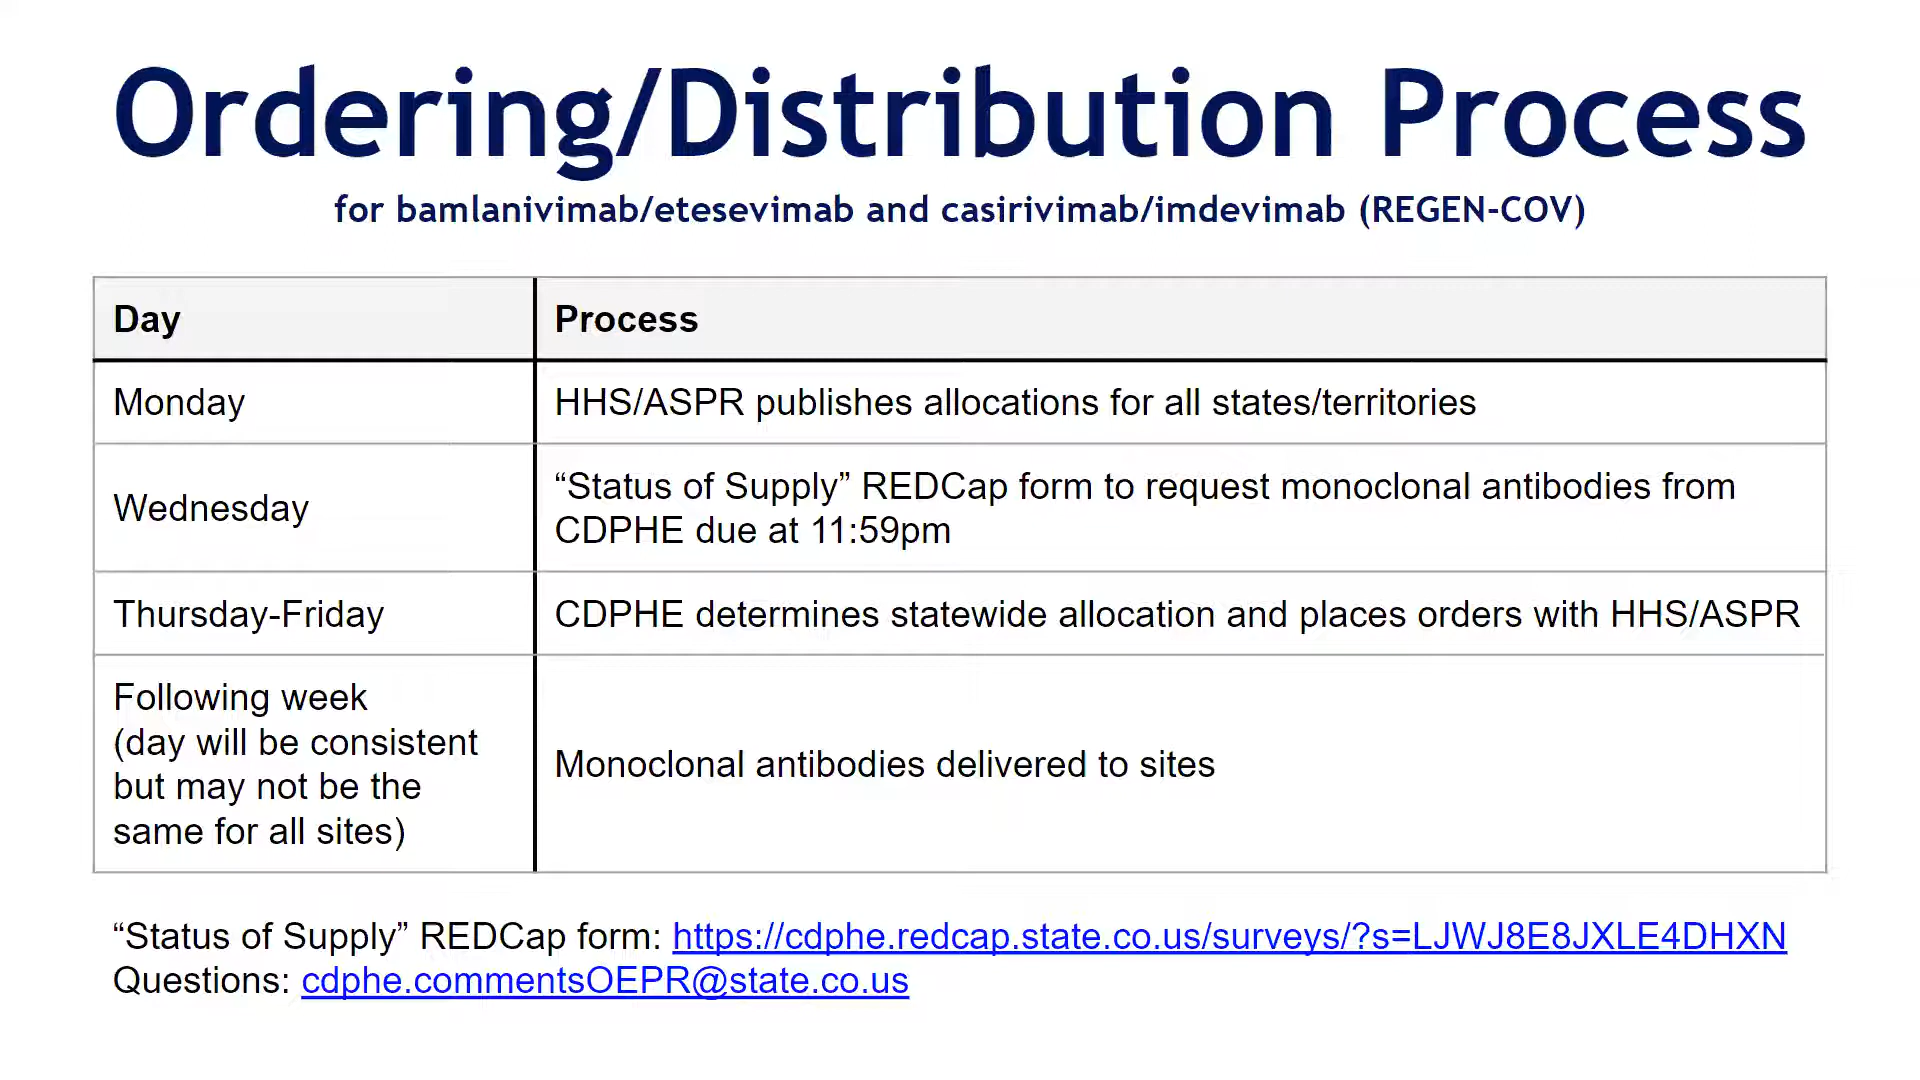 Ordering/Distribution Process
for bamlanivimab/etesevimab and casirivimab/imdevimab (REGEN-COV)
Day
Process
Monday
HHS/ASPR publishes allocations for all states/territories
Wednesday
“Status of Supply” REDCap form to request monoclonal antibodies from
CDPHE due at 11:59pm
Thursday-Friday
CDPHE determines statewide allocation and places orders with HHS/ASPR
Following week
(day will be consistent
but may not be the
same for all sites)
Monoclonal antibodies delivered to sites
“Status of Supply” REDCap form: https://cdphe.redcap.state.co.us/surveys/?s=LJWJ8E8JXLE4DHXN
Questions: cdphe.commentsOEPR@state.co.us